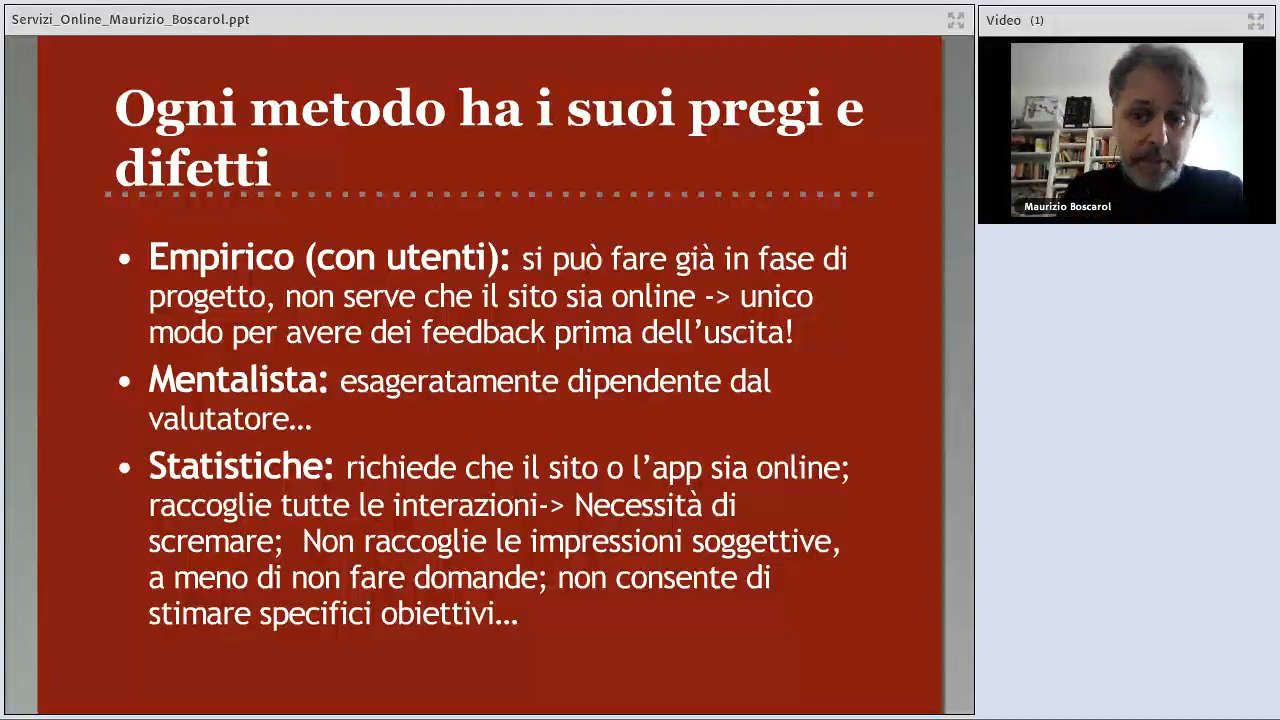 Servizi_Online_Maurizio_Boscarol.ppt
Video (1)
Maurizio Boscarol
Ogni metodo ha i suoi pregi e
difetti
• Empirico (con utenti): si può fare già in fase di
progetto, non serve che il sito sia online -> unico
modo per avere dei feedback prima dell’uscita!
• Mentalista: esageratamente dipendente dal
valutatore…
• Statistiche: richiede che il sito o l’app sia online;
raccoglie tutte le interazioni-> Necessità di
scremare;  Non raccoglie le impressioni soggettive,
a meno di non fare domande; non consente di
stimare specifici obiettivi…